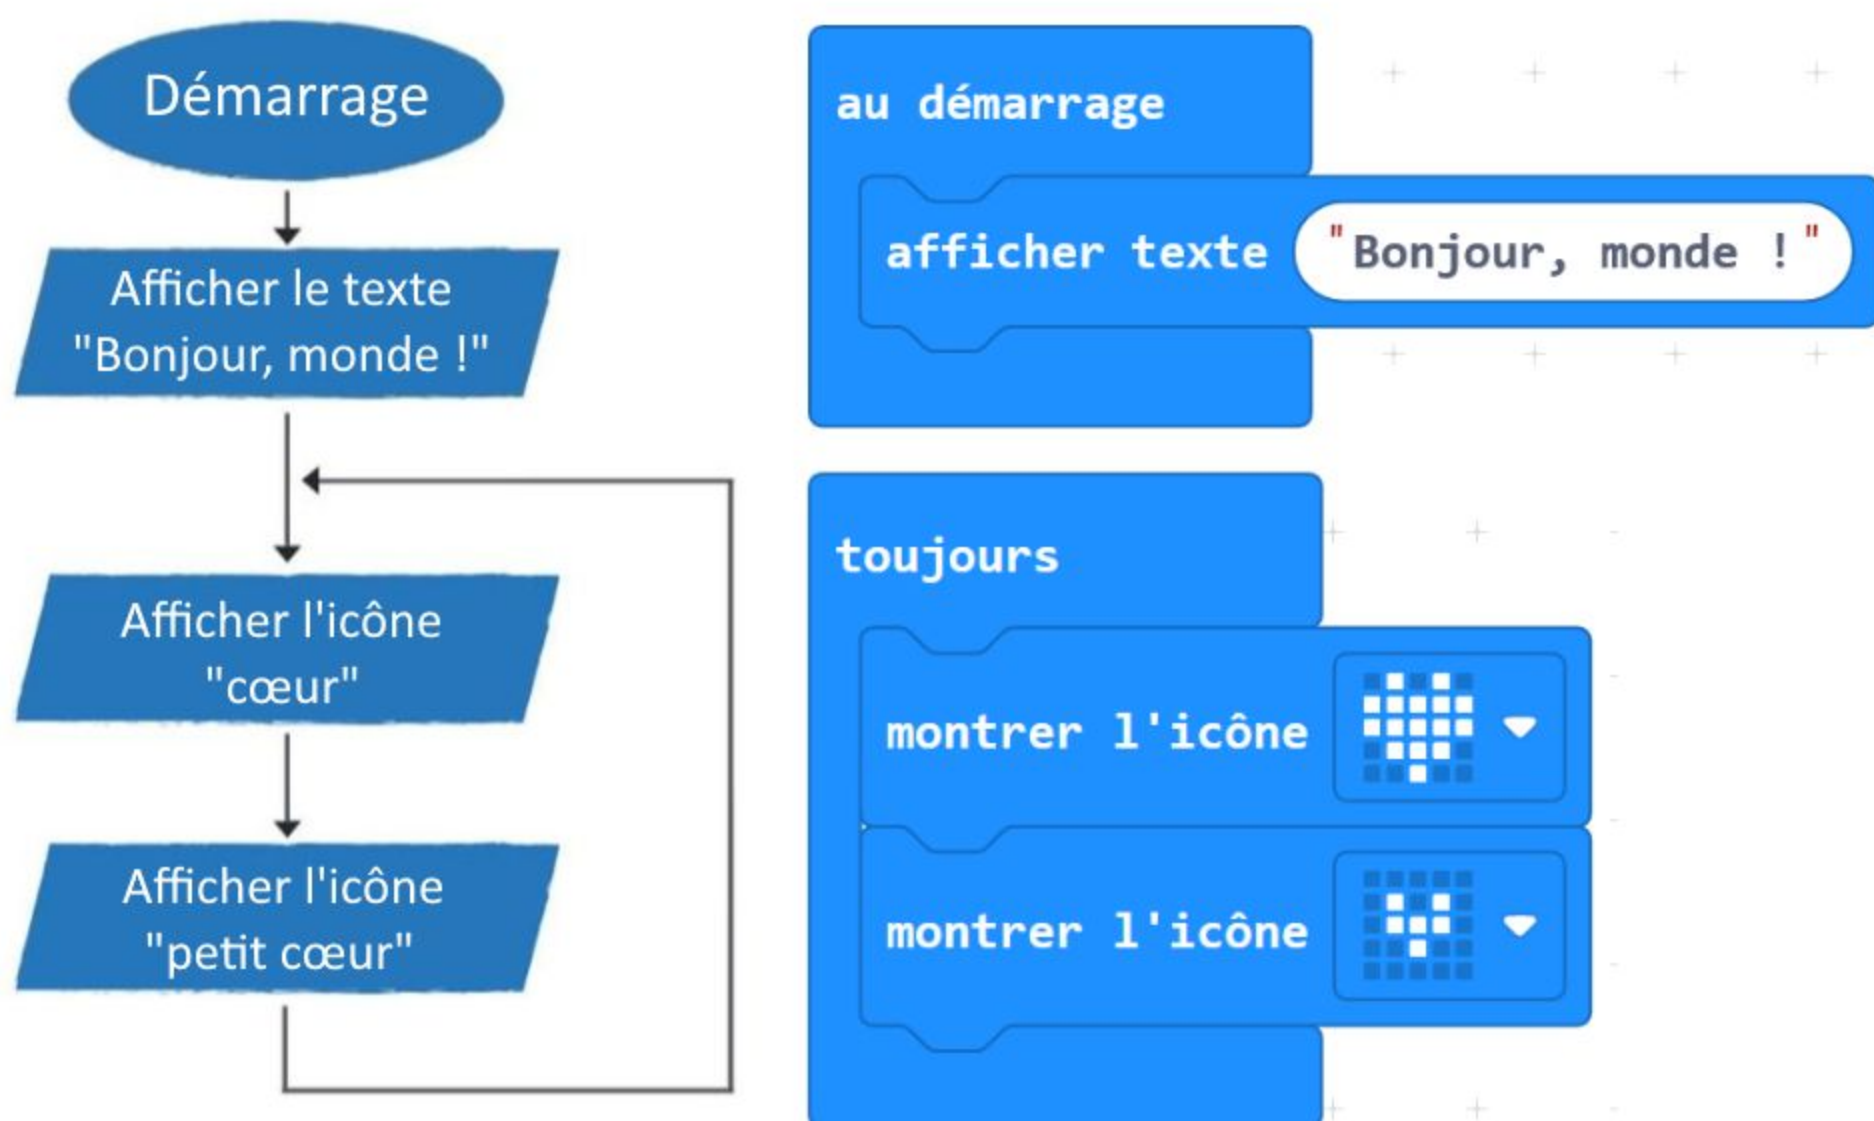 Démarrage
Afficher le texte
"Bonjour, monde !"
Afficher l'icône
"cœur"
Afficher l'icône
"petit cœur"
au démarrage
afficher texte "Bonjour, monde !"
toujours
montrer l'icône
montrer l'icône